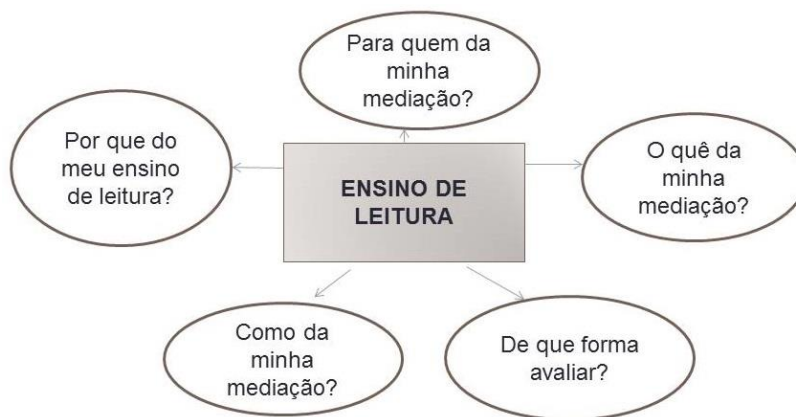 Para quem da
minha
mediação?
Por que do
meu ensino
de leitura?
ENSINO DE
LEITURA
O quê da
minha
mediação?
Como da
minha
mediação?
De que forma
avaliar?